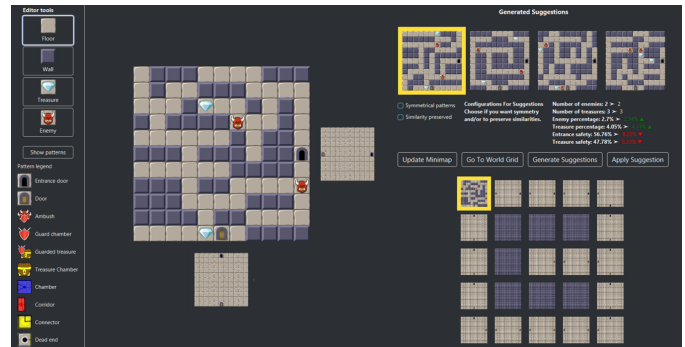 Editor tools
Floor
Wall
Treasure
Enemy
Show patterns
Pattern legend
Entrance door
Door
Ambush
Guard chamber
Guarded treasure
Treasure Chamber
Chamber
Corridor
Connector
Dead end
Generated Suggestions
Symmetrical patterns
Similarity preserved
Configurations For Suggestions
Choose if you want symmetry
and/or to preserve similarities.
Number of enemies: 2 ➢ 2
Number of treasures: 3 ➢ 3
Enemy percentage: 2.7% ➢
Treasure percentage: 4.05% ➢
Entrance safety: 56.76% ➢
Treasure safety: 47.78% ➢
Update Minimap
Go To World Grid
Generate Suggestions
Apply Suggestion